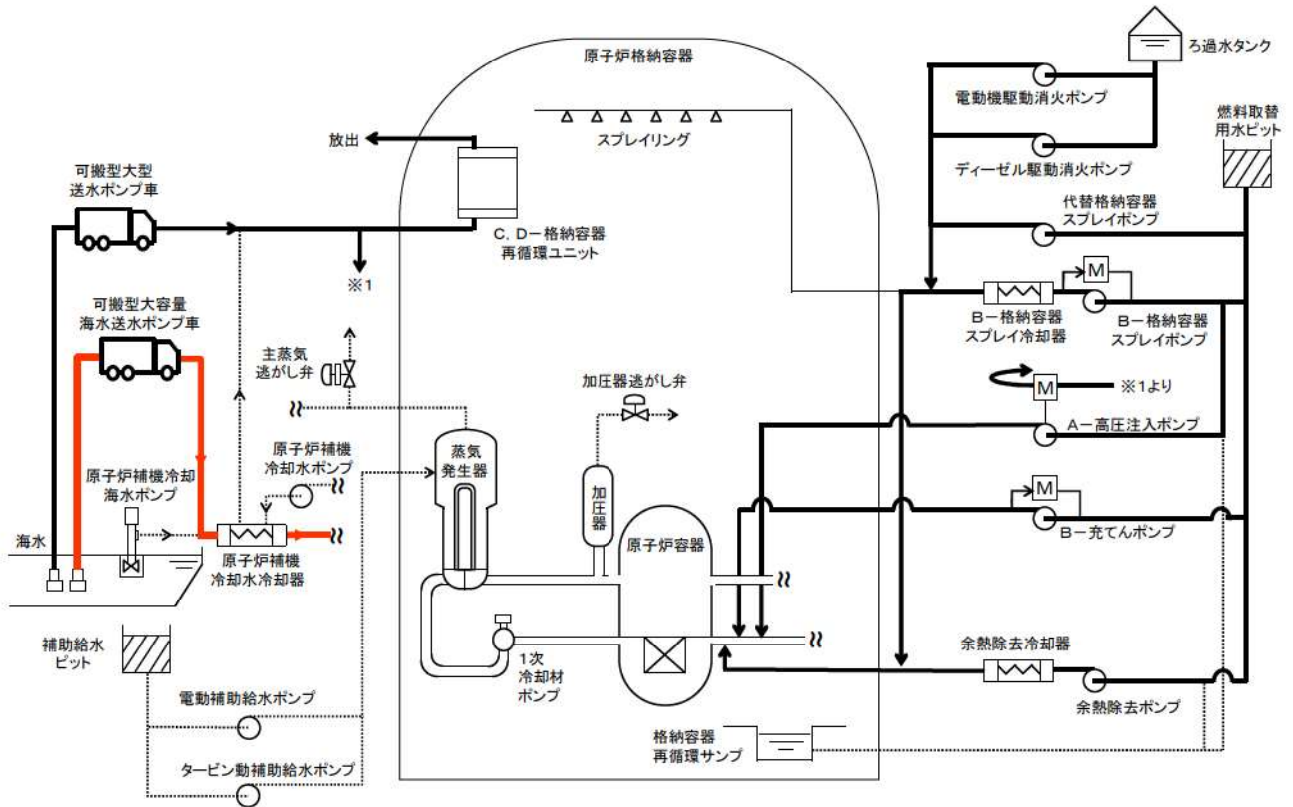 原子炉格納容器
ろ過水タンク
電動機駆動消火ポンプ
燃料取替
用水ピット
スプレイリング
放出
可搬型大型
送水ポンプ車
ディーゼル駆動消火ポンプ
代替格納容器
スプレイポンプ
C, D－格納容器
再循環ユニット
※1
M
可搬型大容量
海水送水ポンプ車
B－格納容器
スプレイ冷却器
B－格納容器
スプレイポンプ
主蒸気
逃がし弁
加圧器逃がし弁
M
※1より
A－高圧注入ポンプ
原子炉補機
冷却水ポンプ
蒸気
発生器
原子炉補機冷却
海水ポンプ
加圧器
M
B－充てんポンプ
海水
原子炉容器
原子炉補機
冷却水冷却器
補助給水
ピット
1次
冷却材
ポンプ
余熱除去冷却器
余熱除去ポンプ
電動補助給水ポンプ
格納容器
再循環サンプ
タービン動補助給水ポンプ